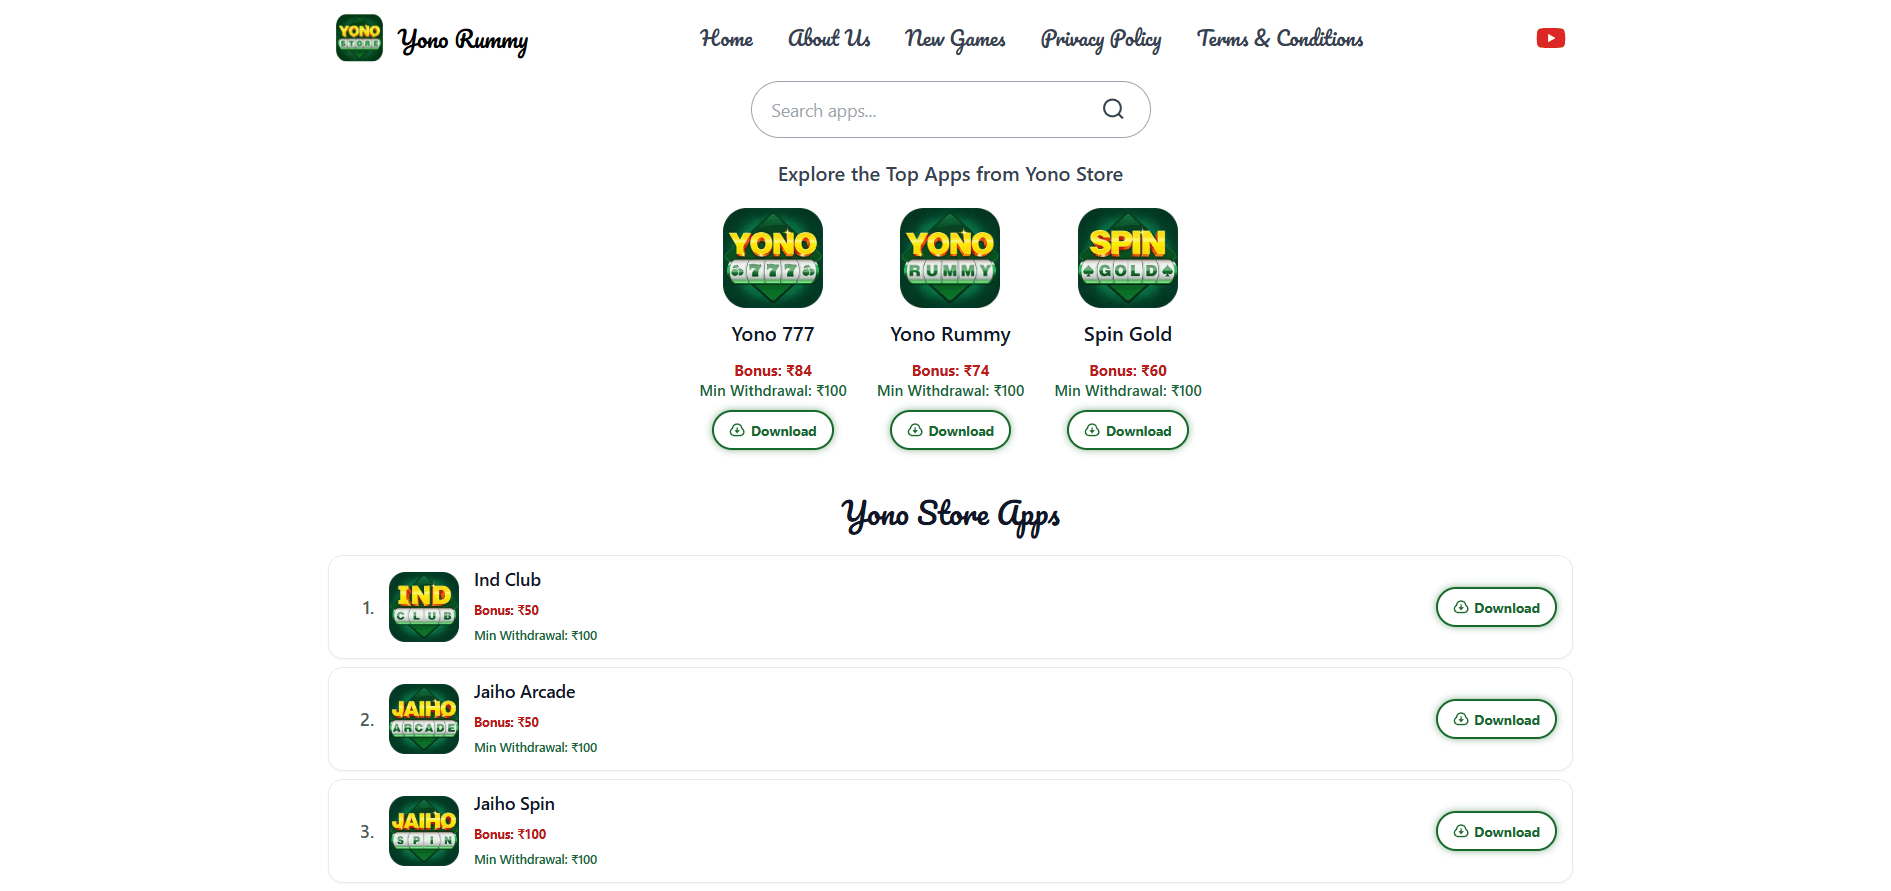 YONO
STORE
Yono Rummy
Home About Us New Games Privacy Policy Terms & Conditions
Search apps...
Explore the Top Apps from Yono Store
YONO
777
YONO
RUMMY
SPIN
GOLD
Yono 777 Yono Rummy Spin Gold
Bonus: ₹84 Bonus: ₹74 Bonus: ₹60
Min Withdrawal: ₹100 Min Withdrawal: ₹100 Min Withdrawal: ₹100
Download Download Download
Yono Store Apps
1.
IND
CLUB
Ind Club
Bonus: ₹50
Min Withdrawal: ₹100
Download
2.
JAIHO
ARCADE
Jaiho Arcade
Bonus: ₹50
Min Withdrawal: ₹100
Download
3.
JAIHO
SPIN
Jaiho Spin
Bonus: ₹100
Min Withdrawal: ₹100
Download